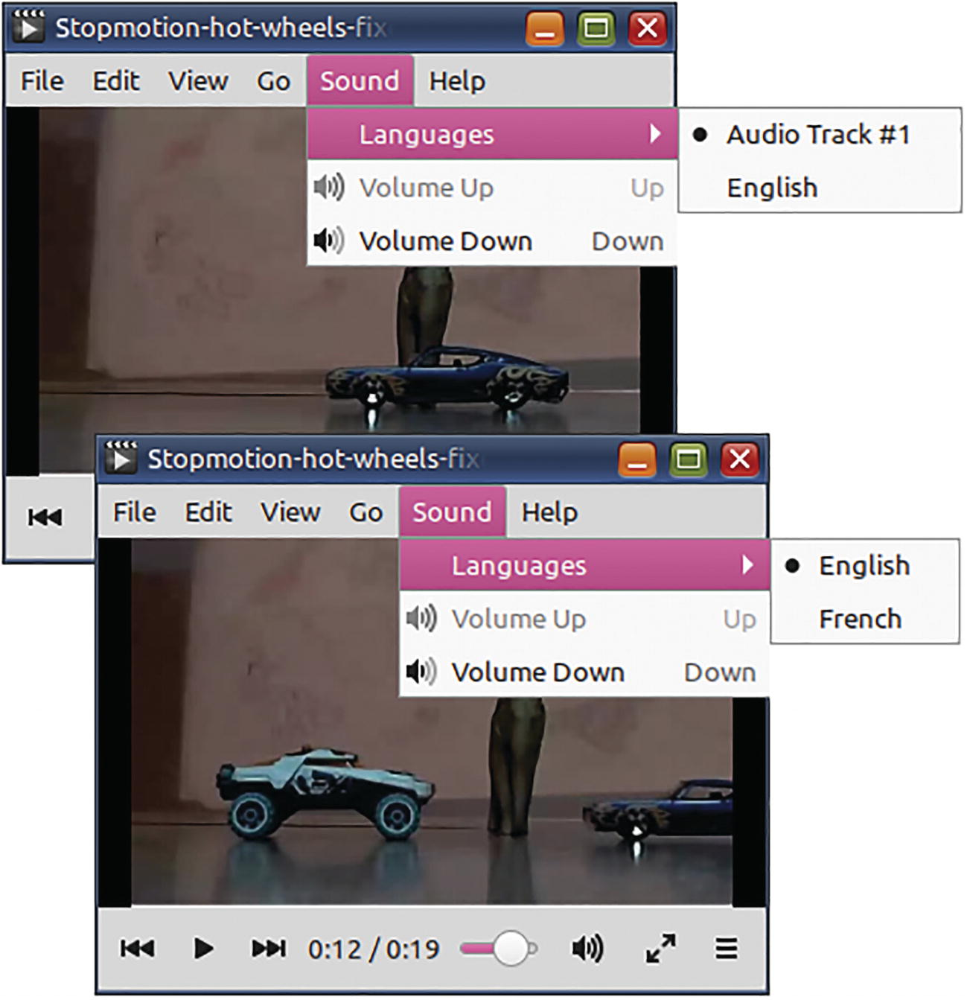 Stopmotion-hot-wheels-fix
File Edit View Go Sound Help
Languages
Audio Track #1
English
Volume Up Up
Volume Down Down
Stopmotion-hot-wheels-fix
File Edit View Go Sound Help
Languages
English
French
Volume Up Up
Volume Down Down
0:12 / 0:19